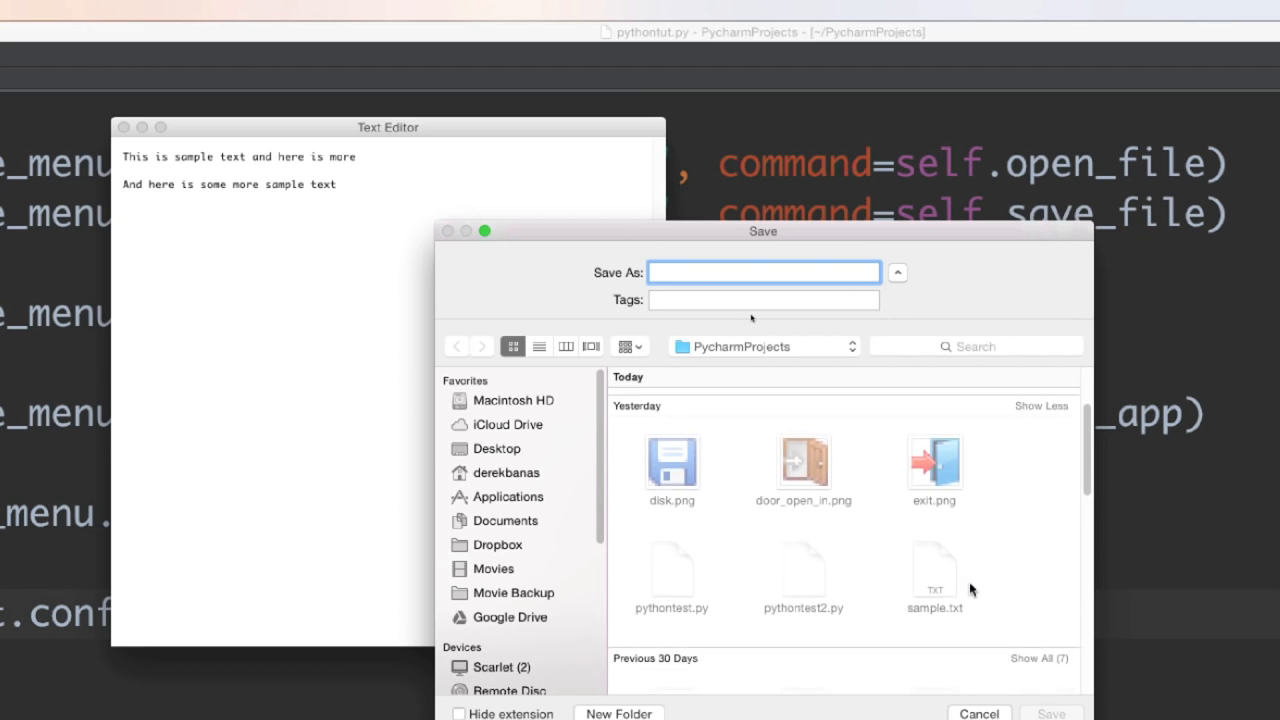 pythontut.py - PycharmProjects - [~/PycharmProjects]
Text Editor
This is sample text and here is more
And here is some more sample text
e_menu
, command=self.open_file)
e_menu
command=self.save_file)
e_menu
e_menu
_app)
_menu.
t.conf
Save
Save As:
Tags:
PycharmProjects
Search
Favorites
Macintosh HD
iCloud Drive
Desktop
derekbanas
Applications
Documents
Dropbox
Movies
Movie Backup
Google Drive
Devices
Scarlet (2)
Remote Disc
Today
Yesterday
Show Less
disk.png
door_open_in.png
exit.png
TXT
pythontest.py
pythontest2.py
sample.txt
Previous 30 Days
Show All (7)
Hide extension
New Folder
Cancel
Save